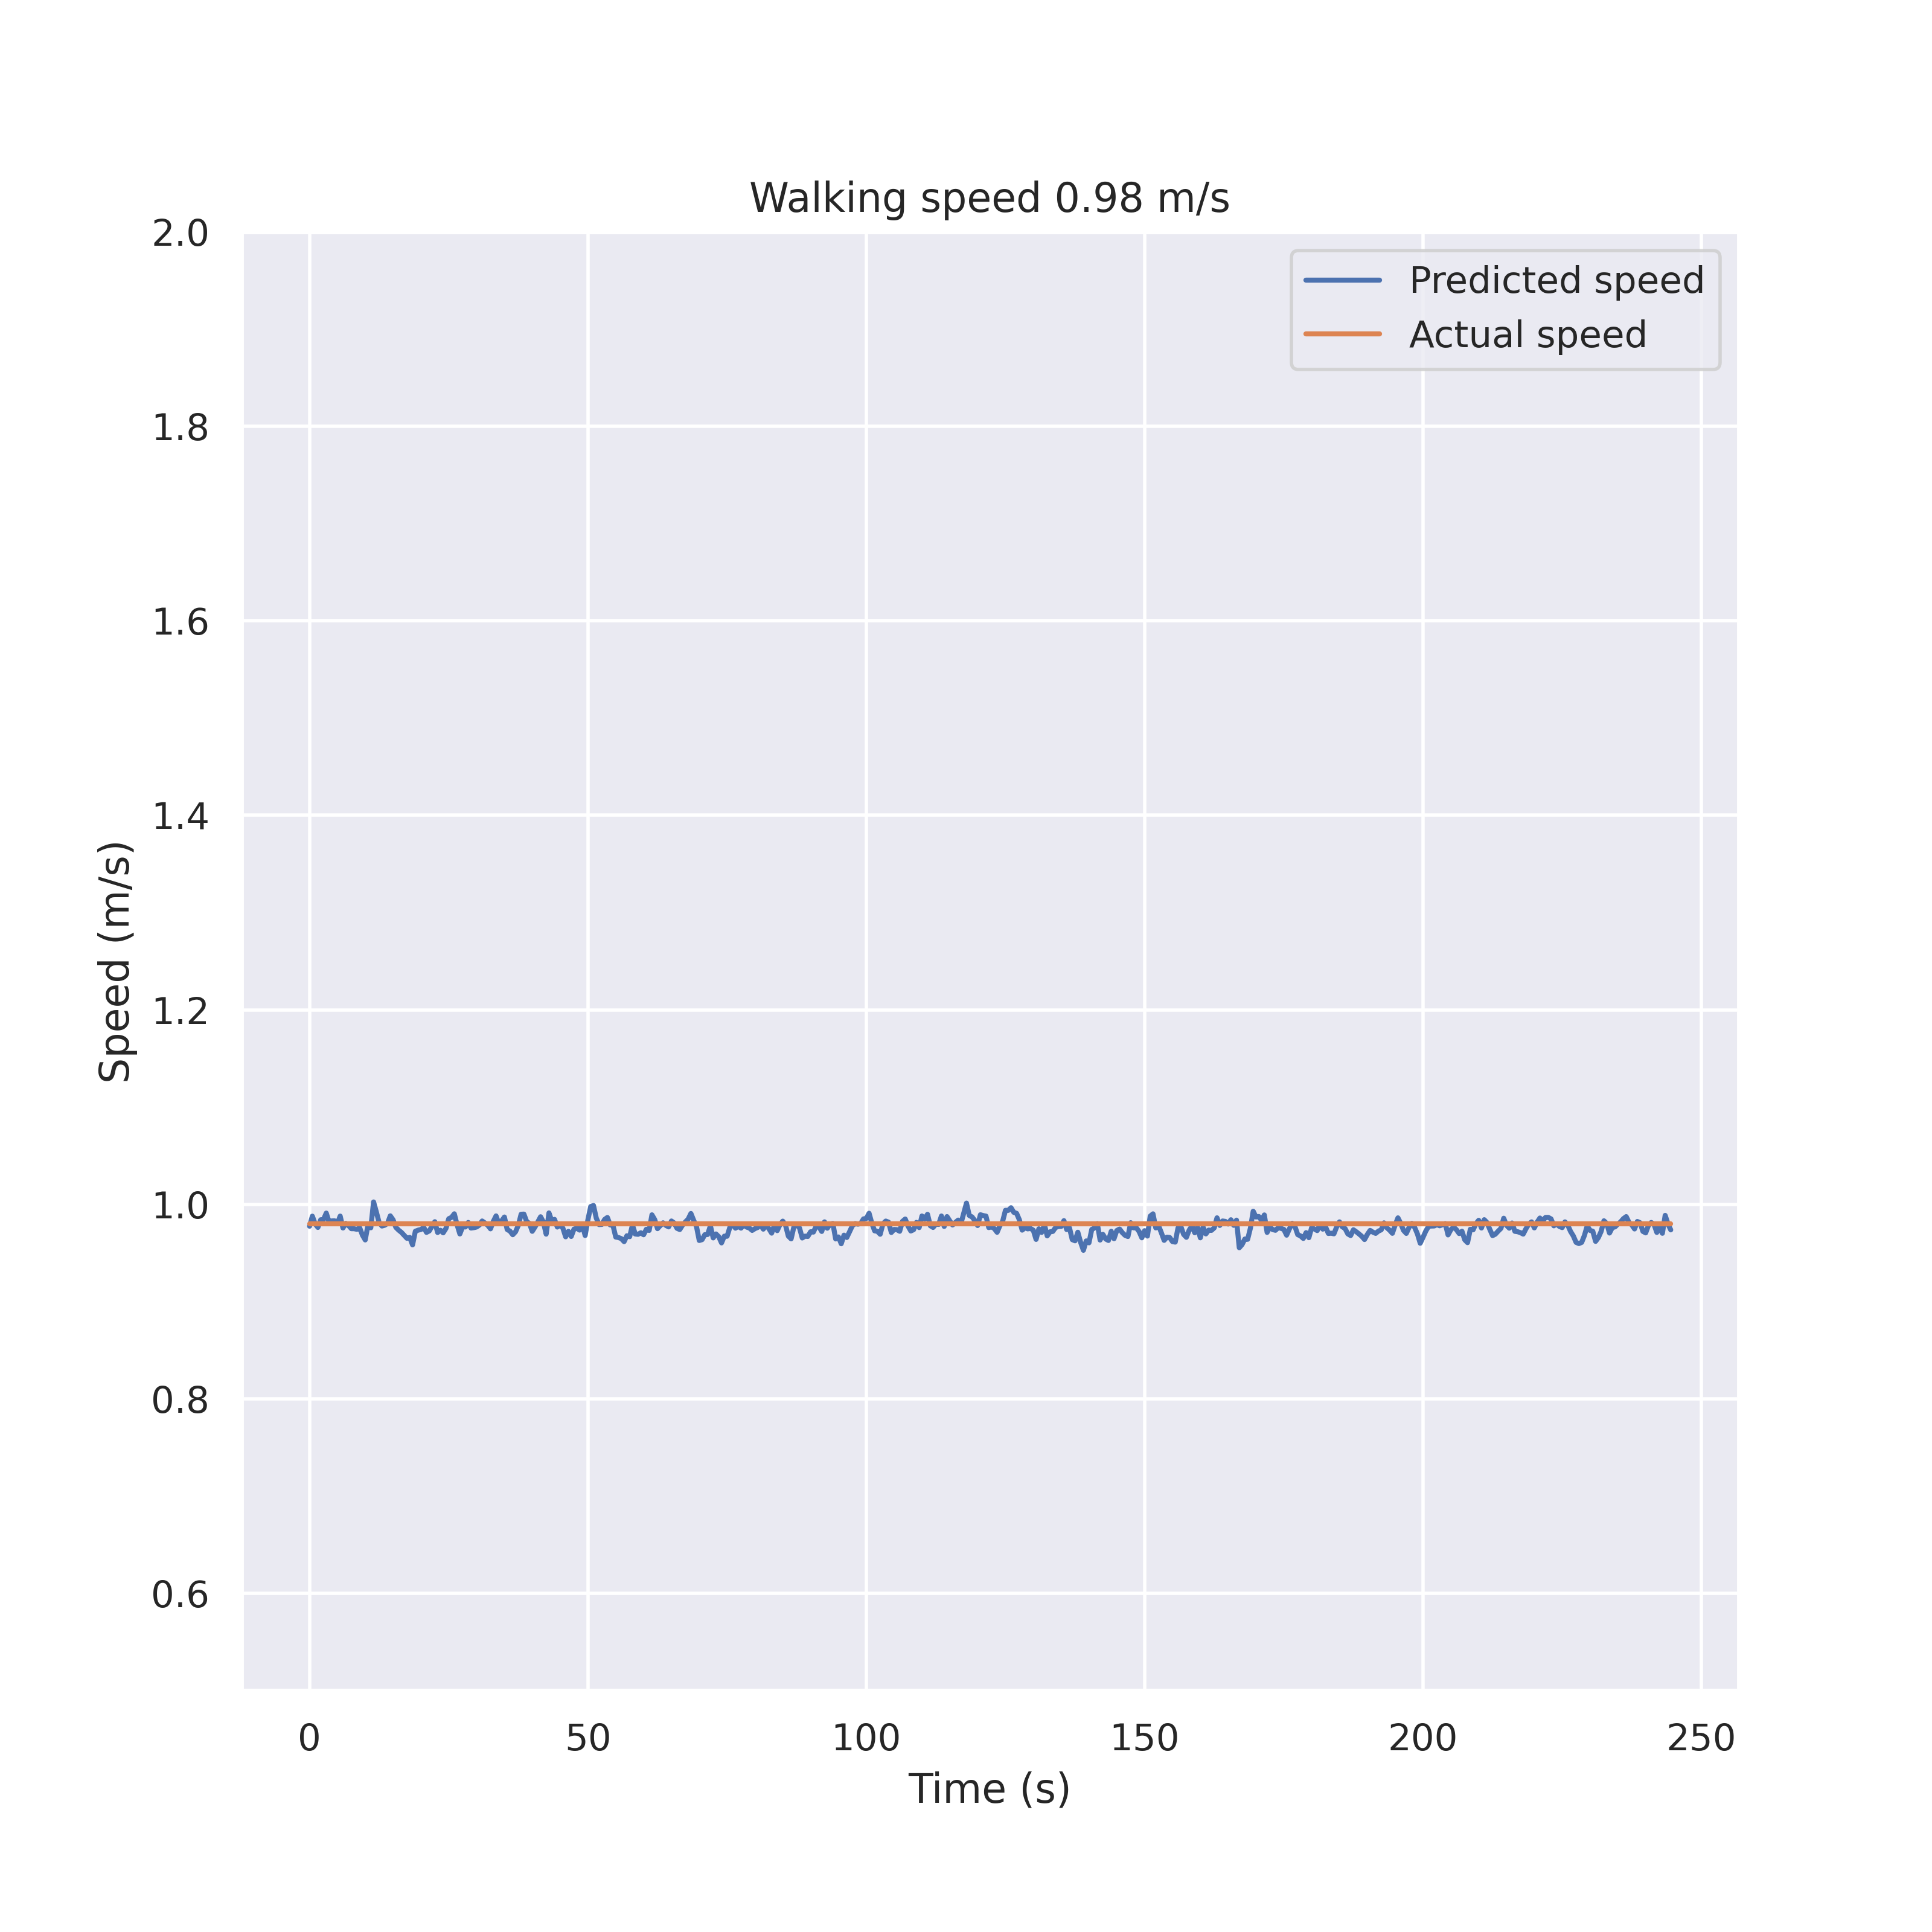 Walking speed 0.98 m/s
Predicted speed
Actual speed
Speed (m/s)
2.0
1.8
1.6
1.4
1.2
1.0
0.8
0.6
0 50 100 150 200 250
Time (s)